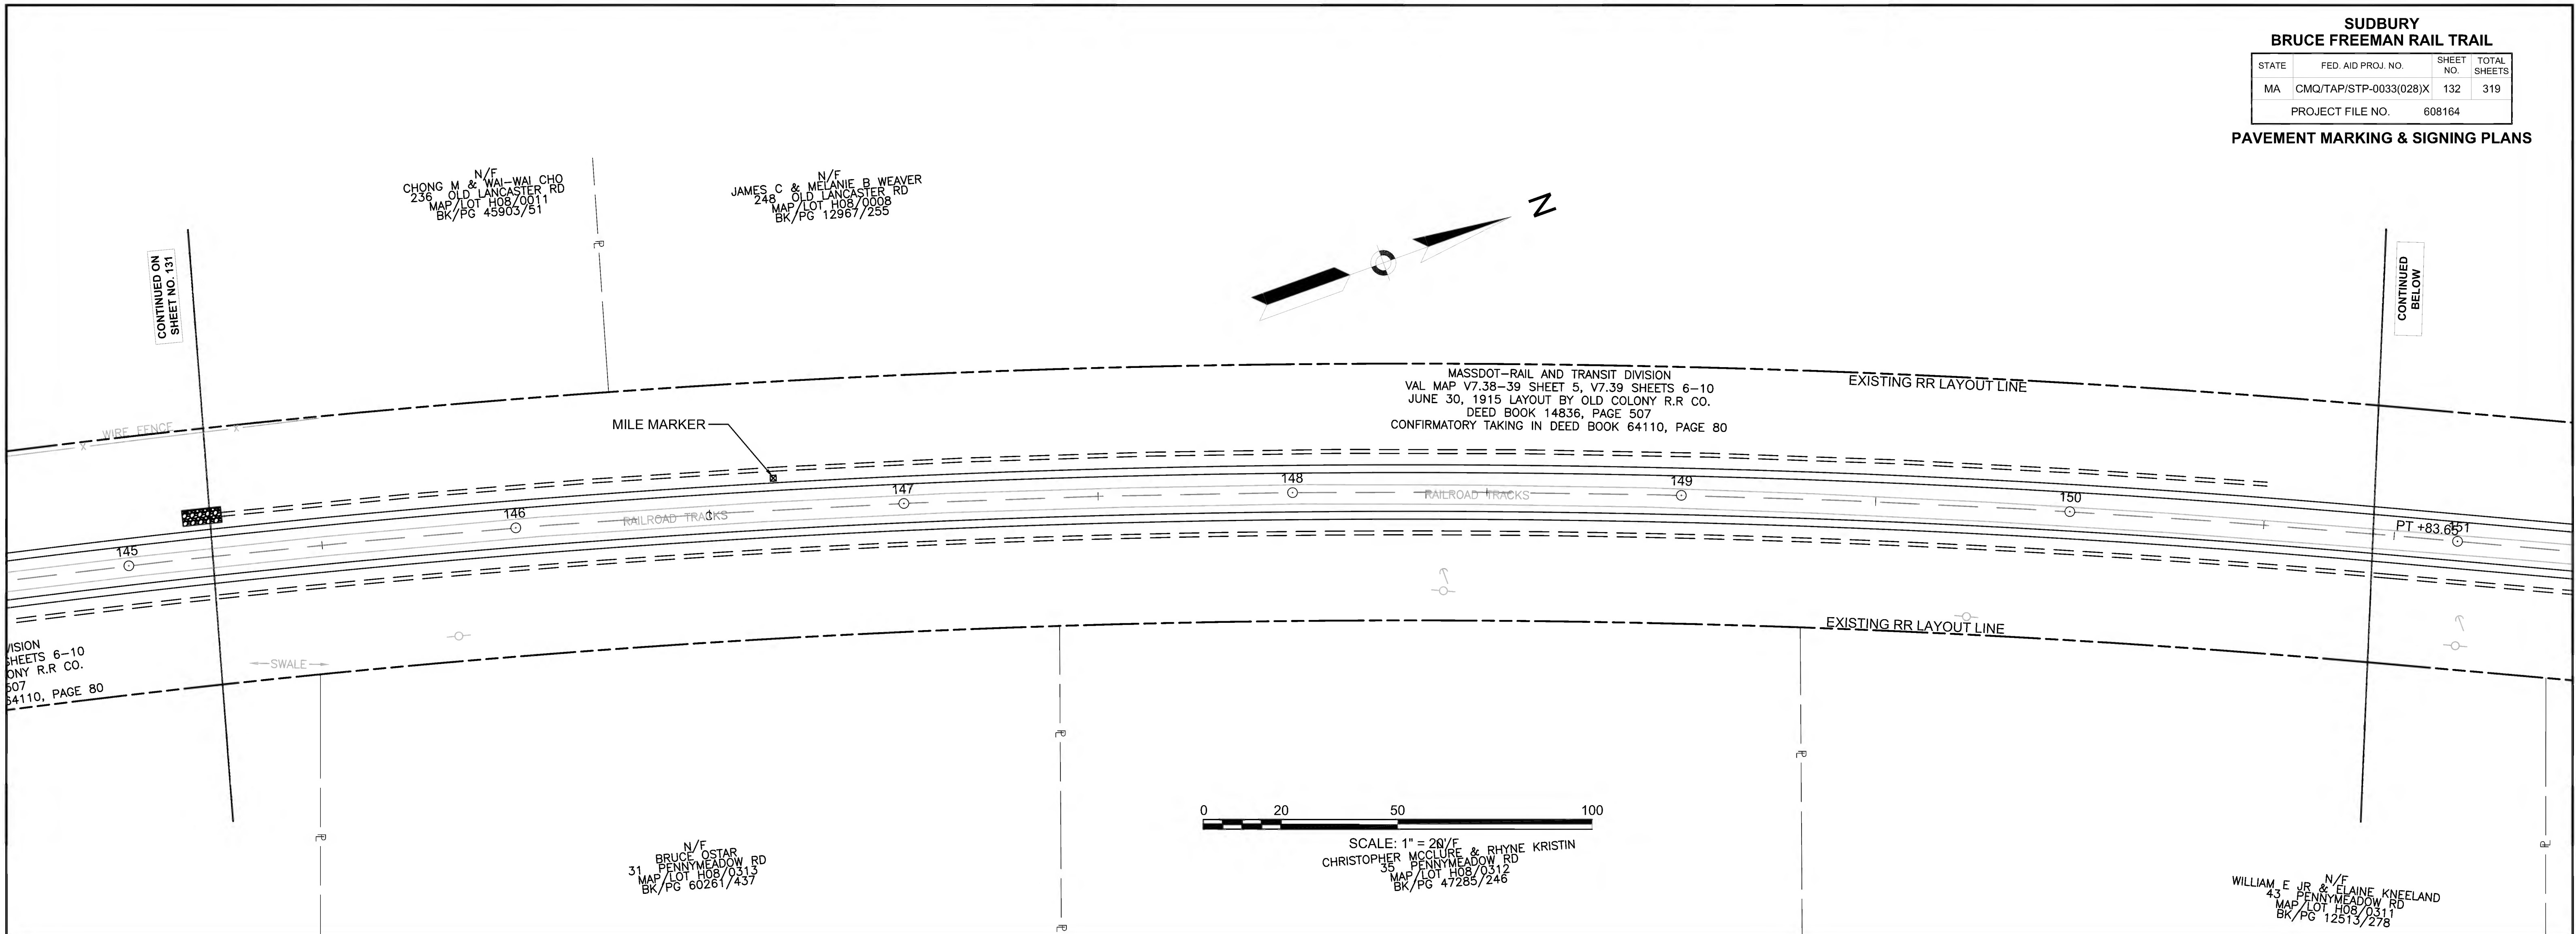 SUDBURY
BRUCE FREEMAN RAIL TRAIL
STATE FED. AID PROJ. NO. SHEET NO. TOTAL SHEETS
MA CMQ/TAP/STP-0033(028)X 132 319
PROJECT FILE NO. 608164
PAVEMENT MARKING & SIGNING PLANS
N/F
CHONG M & WAI-WAI CHO
236 OLD LANCASTER RD
MAP/LOT H08/0011
BK/PG 45903/51
N/F
JAMES C & MELANIE B WEAVER
248 OLD LANCASTER RD
MAP/LOT H08/0008
BK/PG 12967/255
PL
N
CONTINUED ON
SHEET NO. 131
CONTINUED
BELOW
MASSDOT-RAIL AND TRANSIT DIVISION
VAL MAP V7.38-39 SHEET 5, V7.39 SHEETS 6-10
JUNE 30, 1915 LAYOUT BY OLD COLONY R.R CO.
DEED BOOK 14836, PAGE 507
CONFIRMATORY TAKING IN DEED BOOK 64110, PAGE 80
EXISTING RR LAYOUT LINE
X WIRE FENCE X
MILE MARKER
145
146
RAILROAD TRACKS
147
148
RAILROAD TRACKS
149
150
PT +83.65
151
EXISTING RR LAYOUT LINE
VISION
SHEETS 6-10
ONY R.R CO.
507
64110, PAGE 80
SWALE
PL
PL
PL
PL
PL
0 20 50 100
SCALE: 1" = 20'
N/F
BRUCE OSTAR
31 PENNYMEADOW RD
MAP/LOT H08/0313
BK/PG 60261/437
N/F
CHRISTOPHER MCCLURE & RHYNE KRISTIN
35 PENNYMEADOW RD
MAP/LOT H08/0312
BK/PG 47285/246
N/F
WILLIAM E JR & ELAINE KNEELAND
43 PENNYMEADOW RD
MAP/LOT H08/0311
BK/PG 12513/278